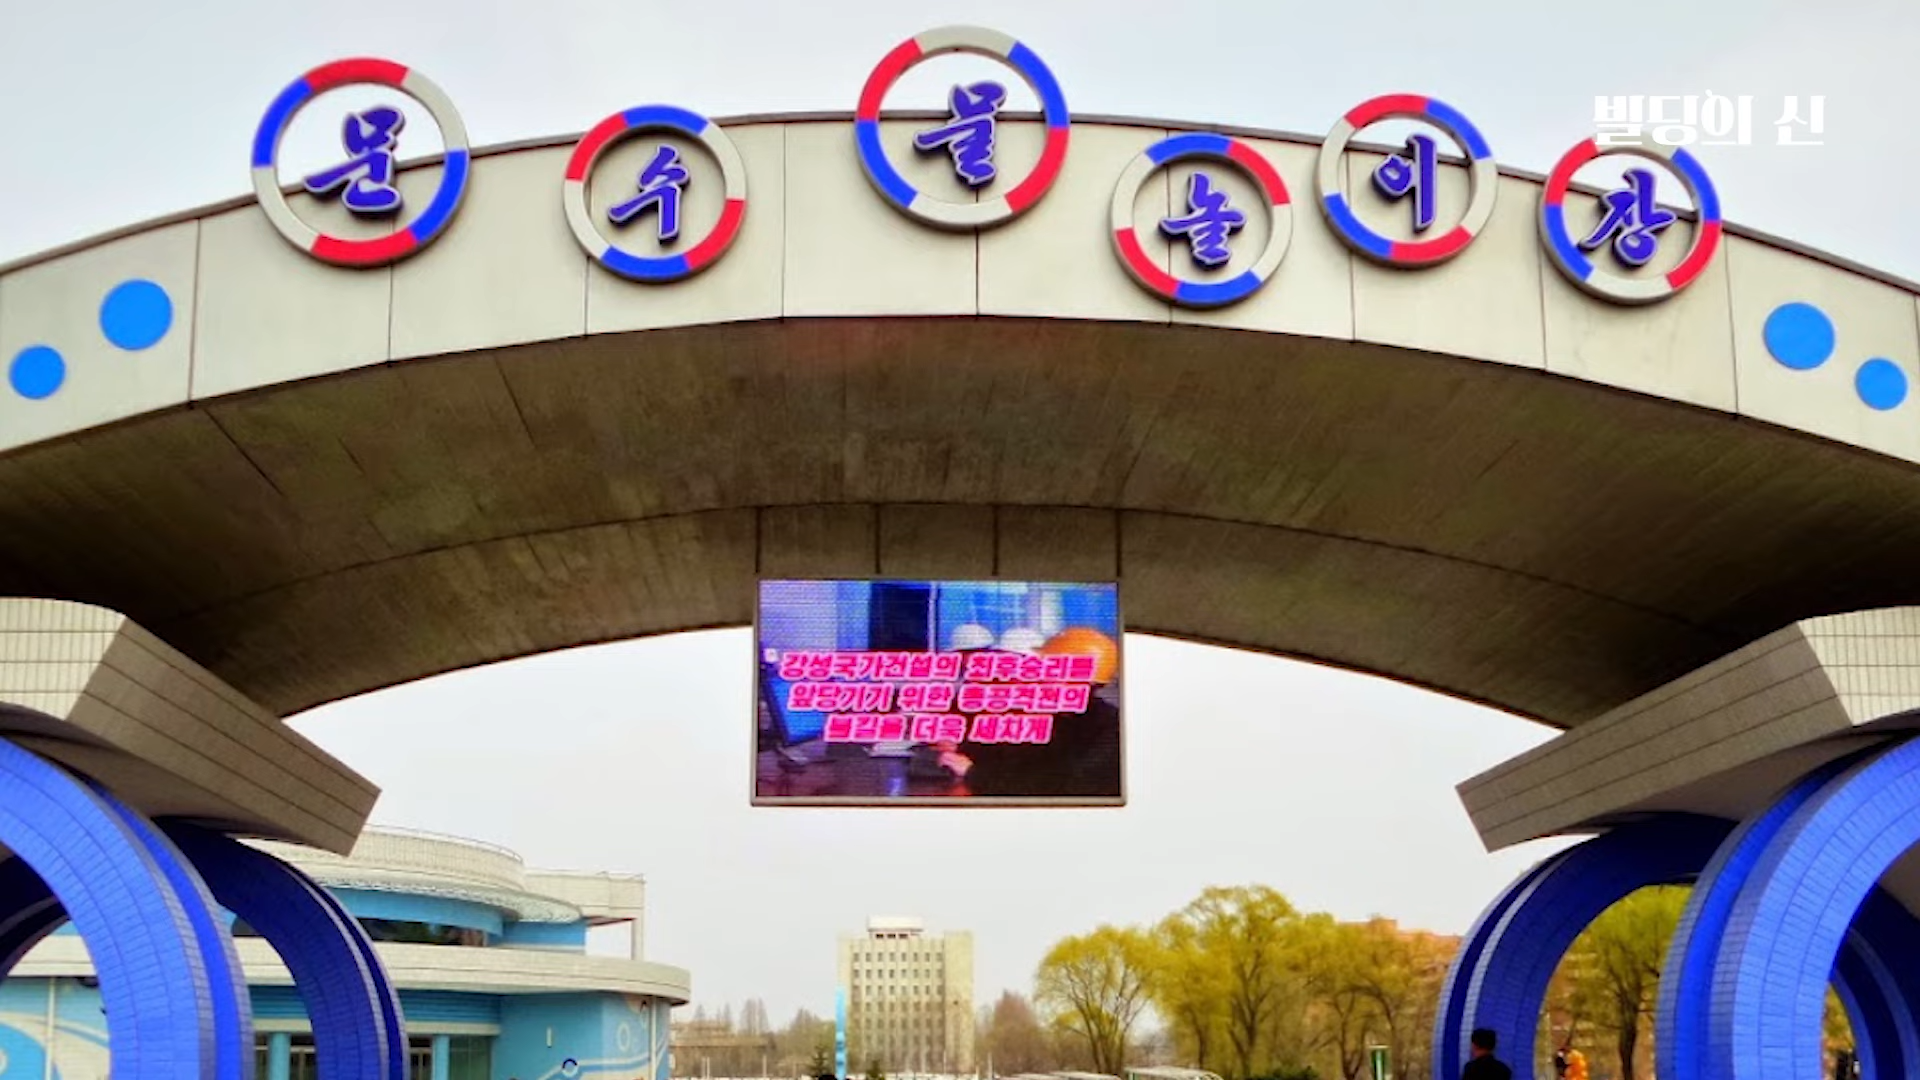 빌딩의 신
문수물놀이장
강성국가건설의 최후승리를
앞당기기 위한 총공격전의
불길을 더욱 세차게